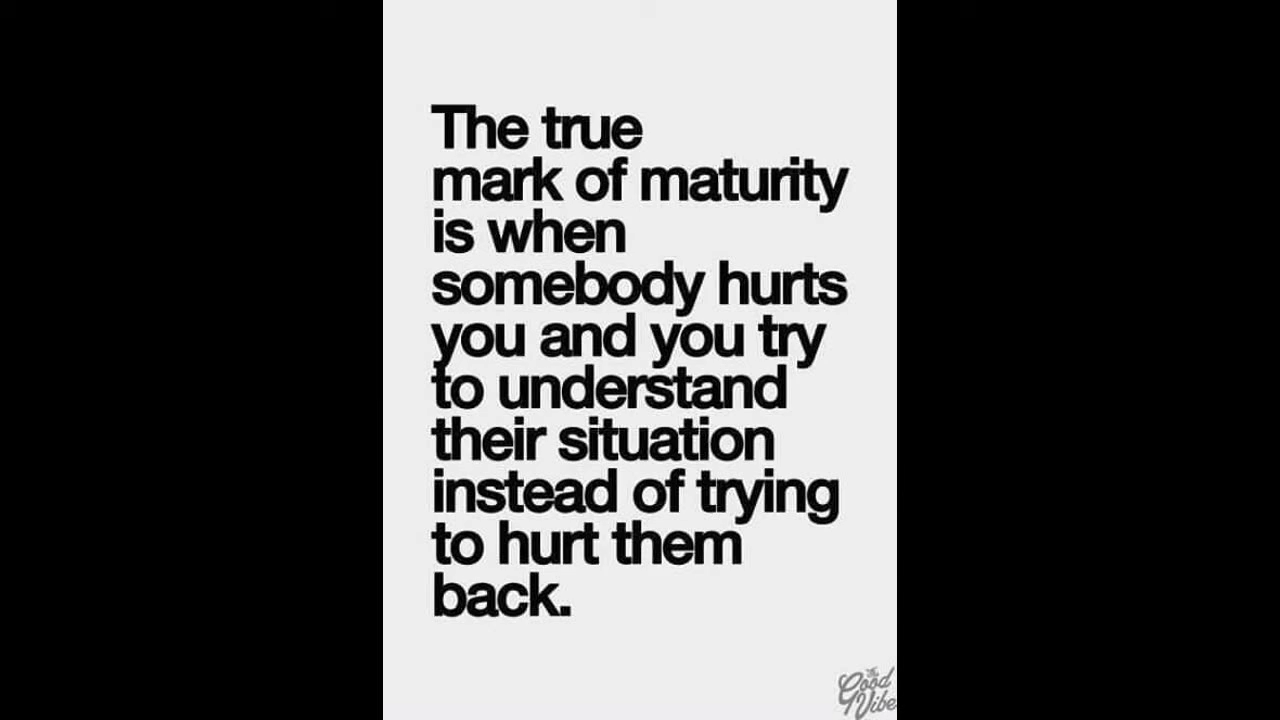 The true
mark of maturity
is when
somebody hurts
you and you try
to understand
their situation
instead of trying
to hurt them
back.
The
Good
Vibe